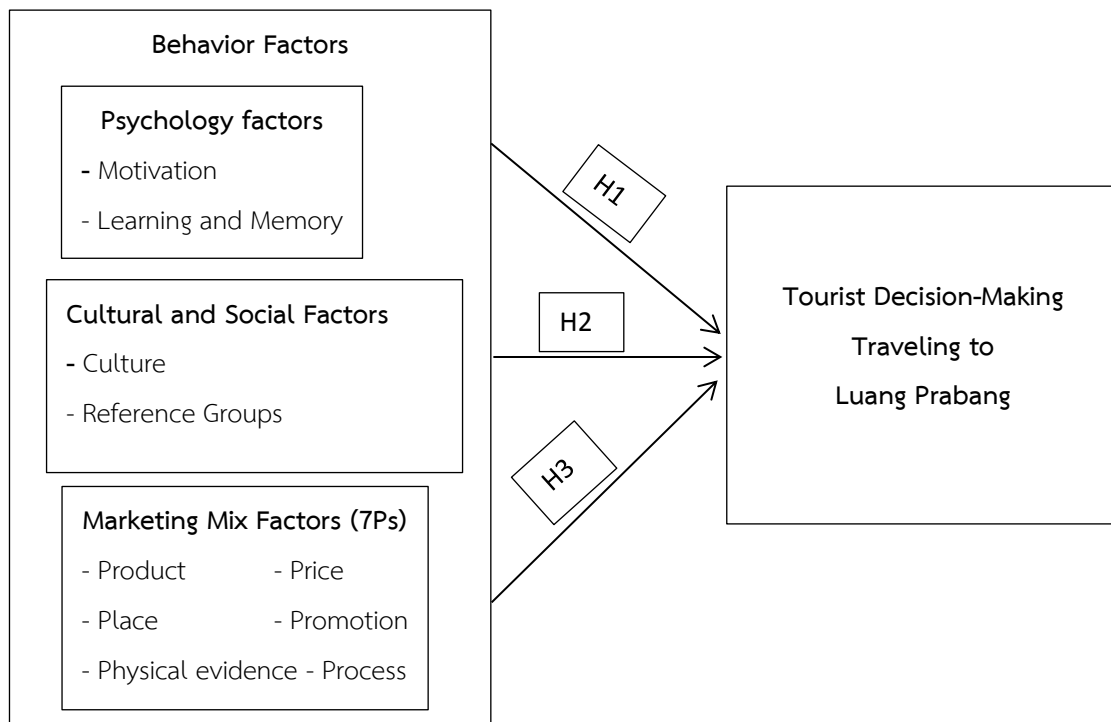 Behavior Factors
Psychology factors
- Motivation
- Learning and Memory
Cultural and Social Factors
- Culture
- Reference Groups
Marketing Mix Factors (7Ps)
- Product - Price
- Place - Promotion
- Physical evidence - Process
H1
H2
H3
Tourist Decision-Making
Traveling to
Luang Prabang